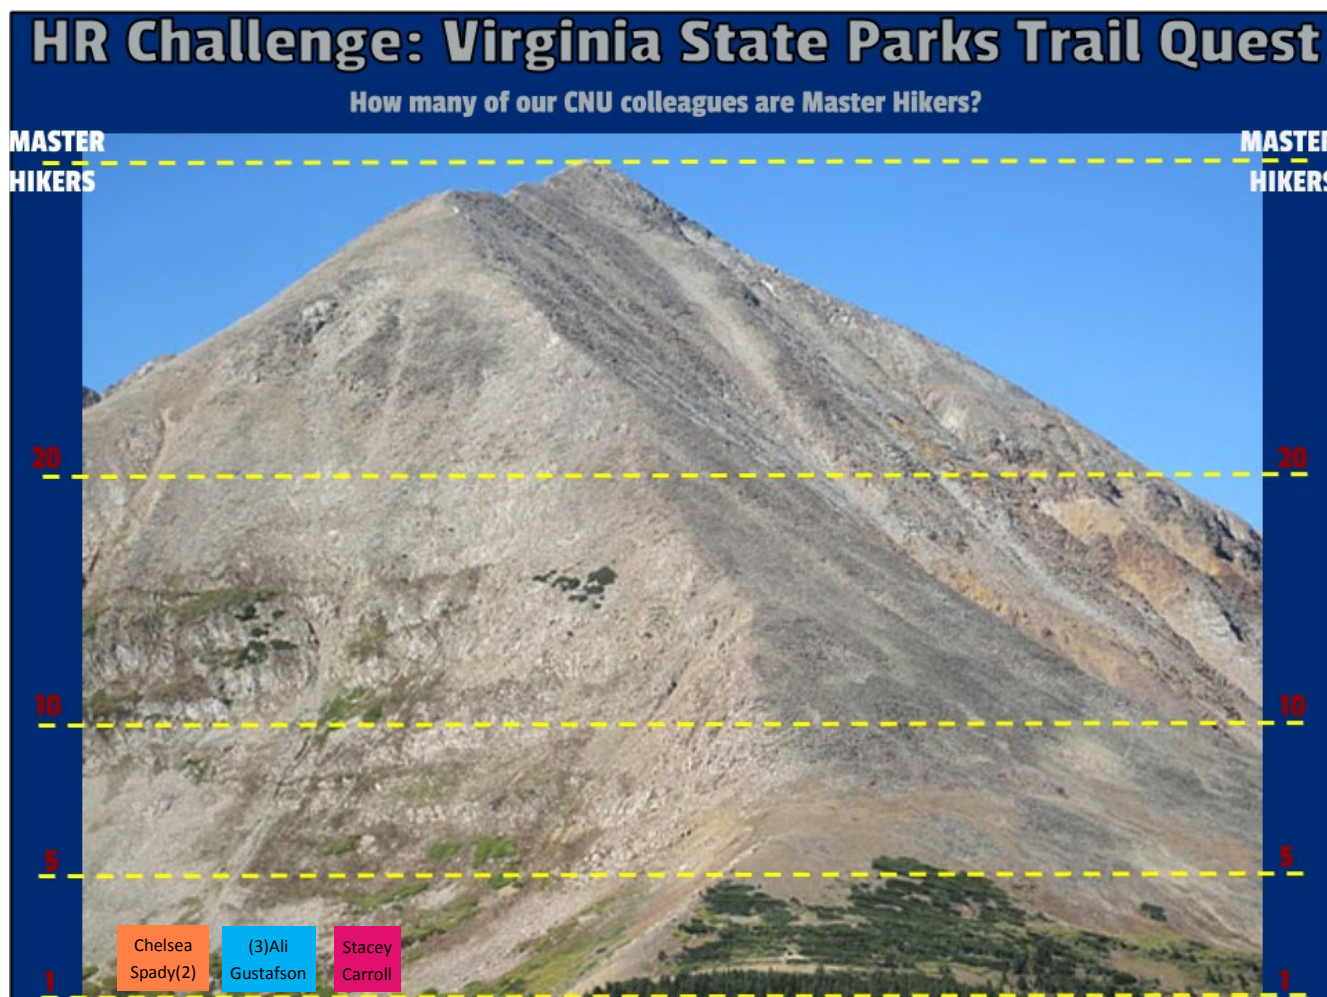 HR Challenge: Virginia State Parks Trail Quest
How many of our CNU colleagues are Master Hikers?
MASTER MASTER
HIKERS HIKERS
20 20
10 10
5 5
Chelsea (3)Ali Stacey
Spady(2) Gustafson Carroll
1 1